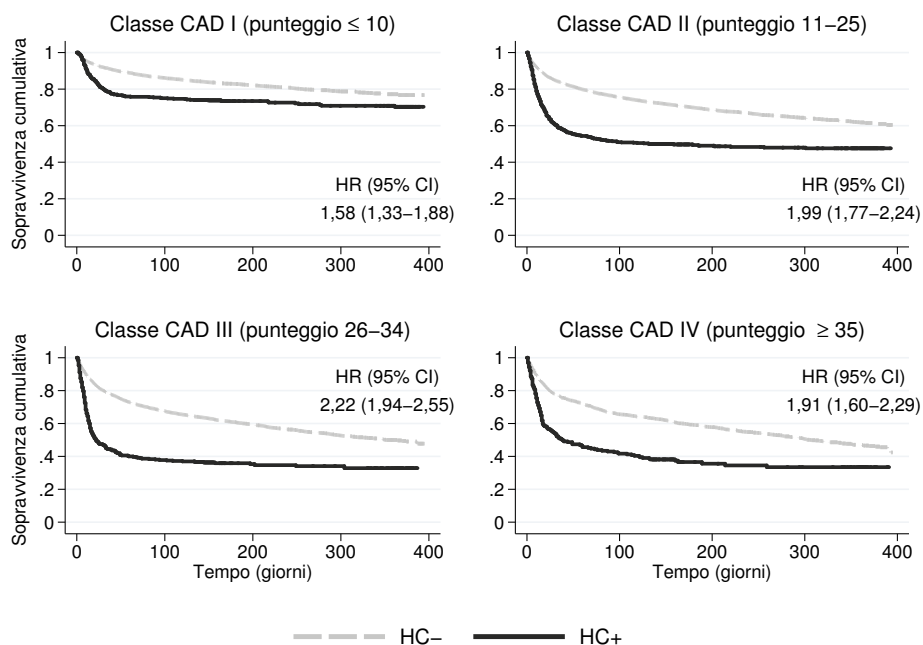 Classe CAD I (punteggio ≤ 10)
Sopravvivenza cumulativa
1
.8
.6
.4
.2
0
HR (95% CI)
1,58 (1,33–1,88)
0 100 200 300 400
Classe CAD II (punteggio 11–25)
1
.8
.6
.4
.2
0
HR (95% CI)
1,99 (1,77–2,24)
0 100 200 300 400
Classe CAD III (punteggio 26–34)
Sopravvivenza cumulativa
1
.8
.6
.4
.2
0
HR (95% CI)
2,22 (1,94–2,55)
0 100 200 300 400
Tempo (giorni)
Classe CAD IV (punteggio ≥ 35)
1
.8
.6
.4
.2
0
HR (95% CI)
1,91 (1,60–2,29)
0 100 200 300 400
Tempo (giorni)
HC– HC+